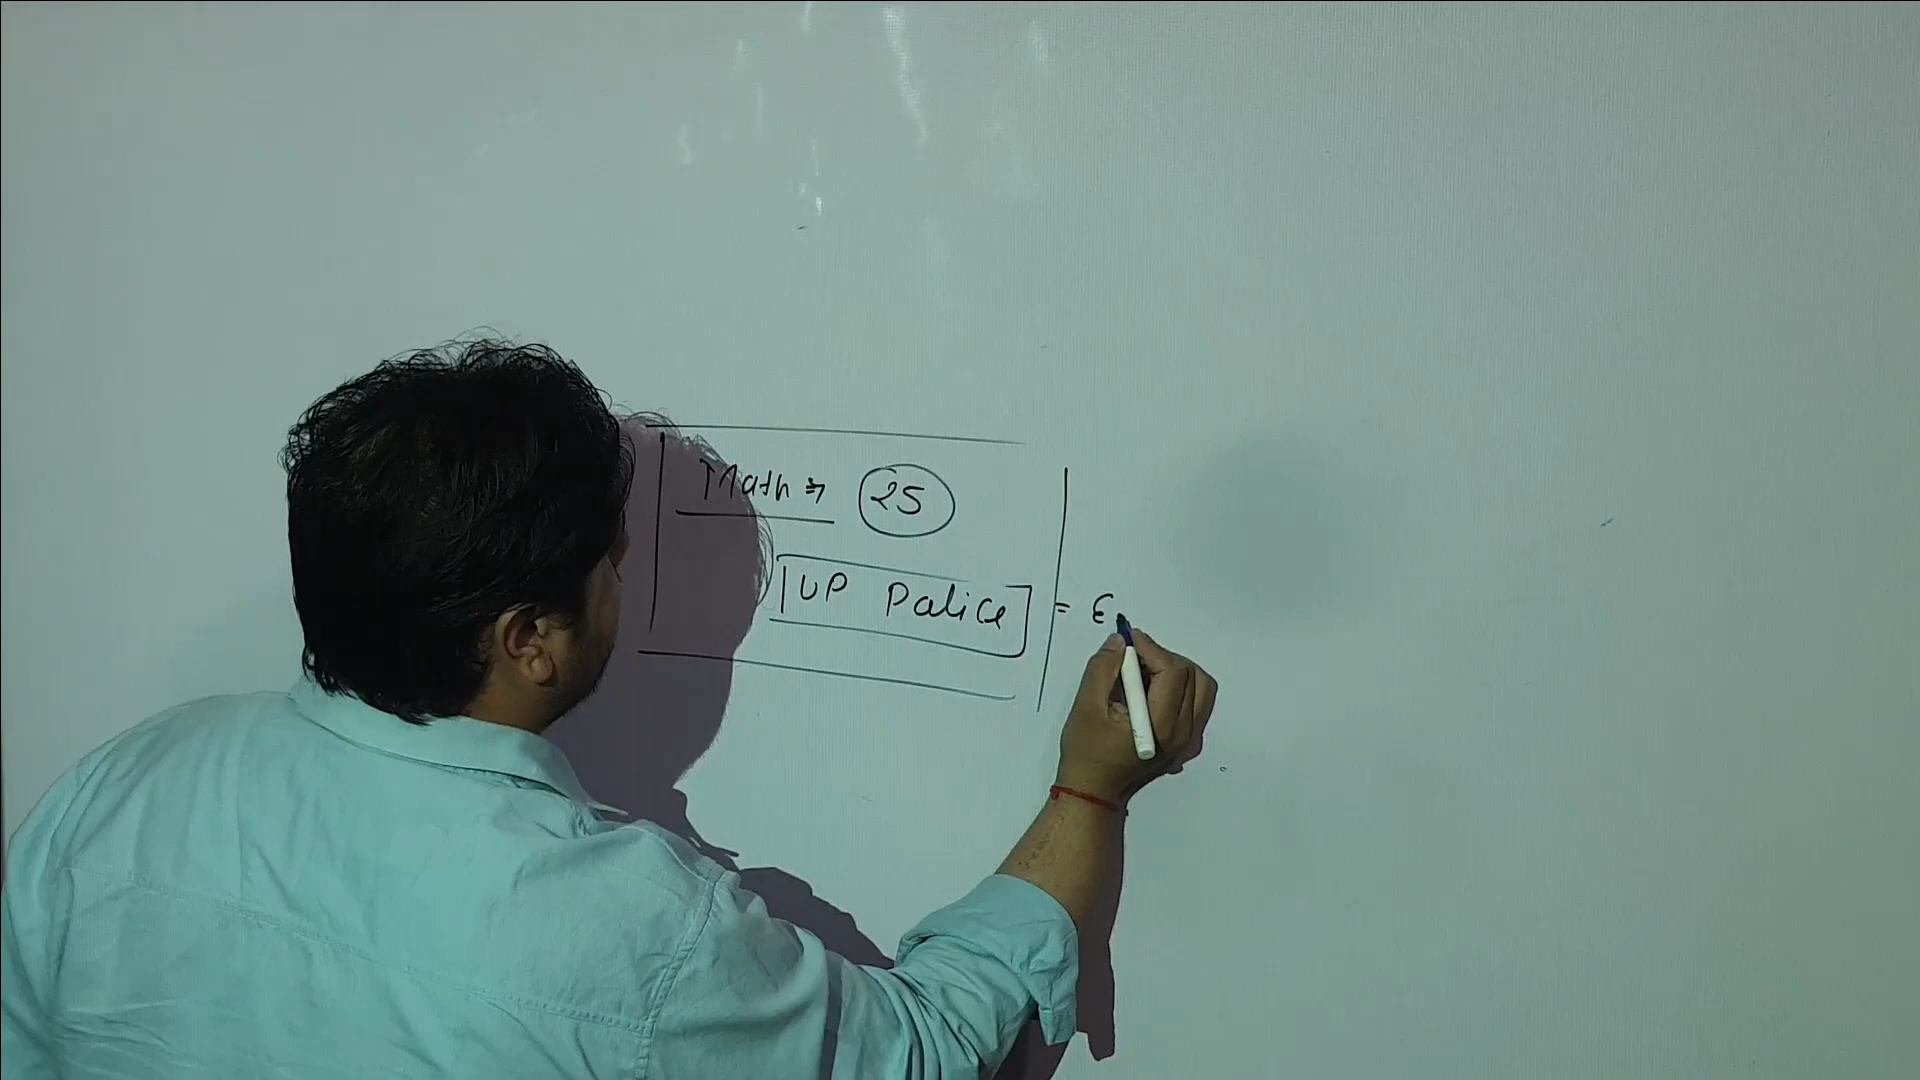 Math ⇒ 25
UP Palice = E